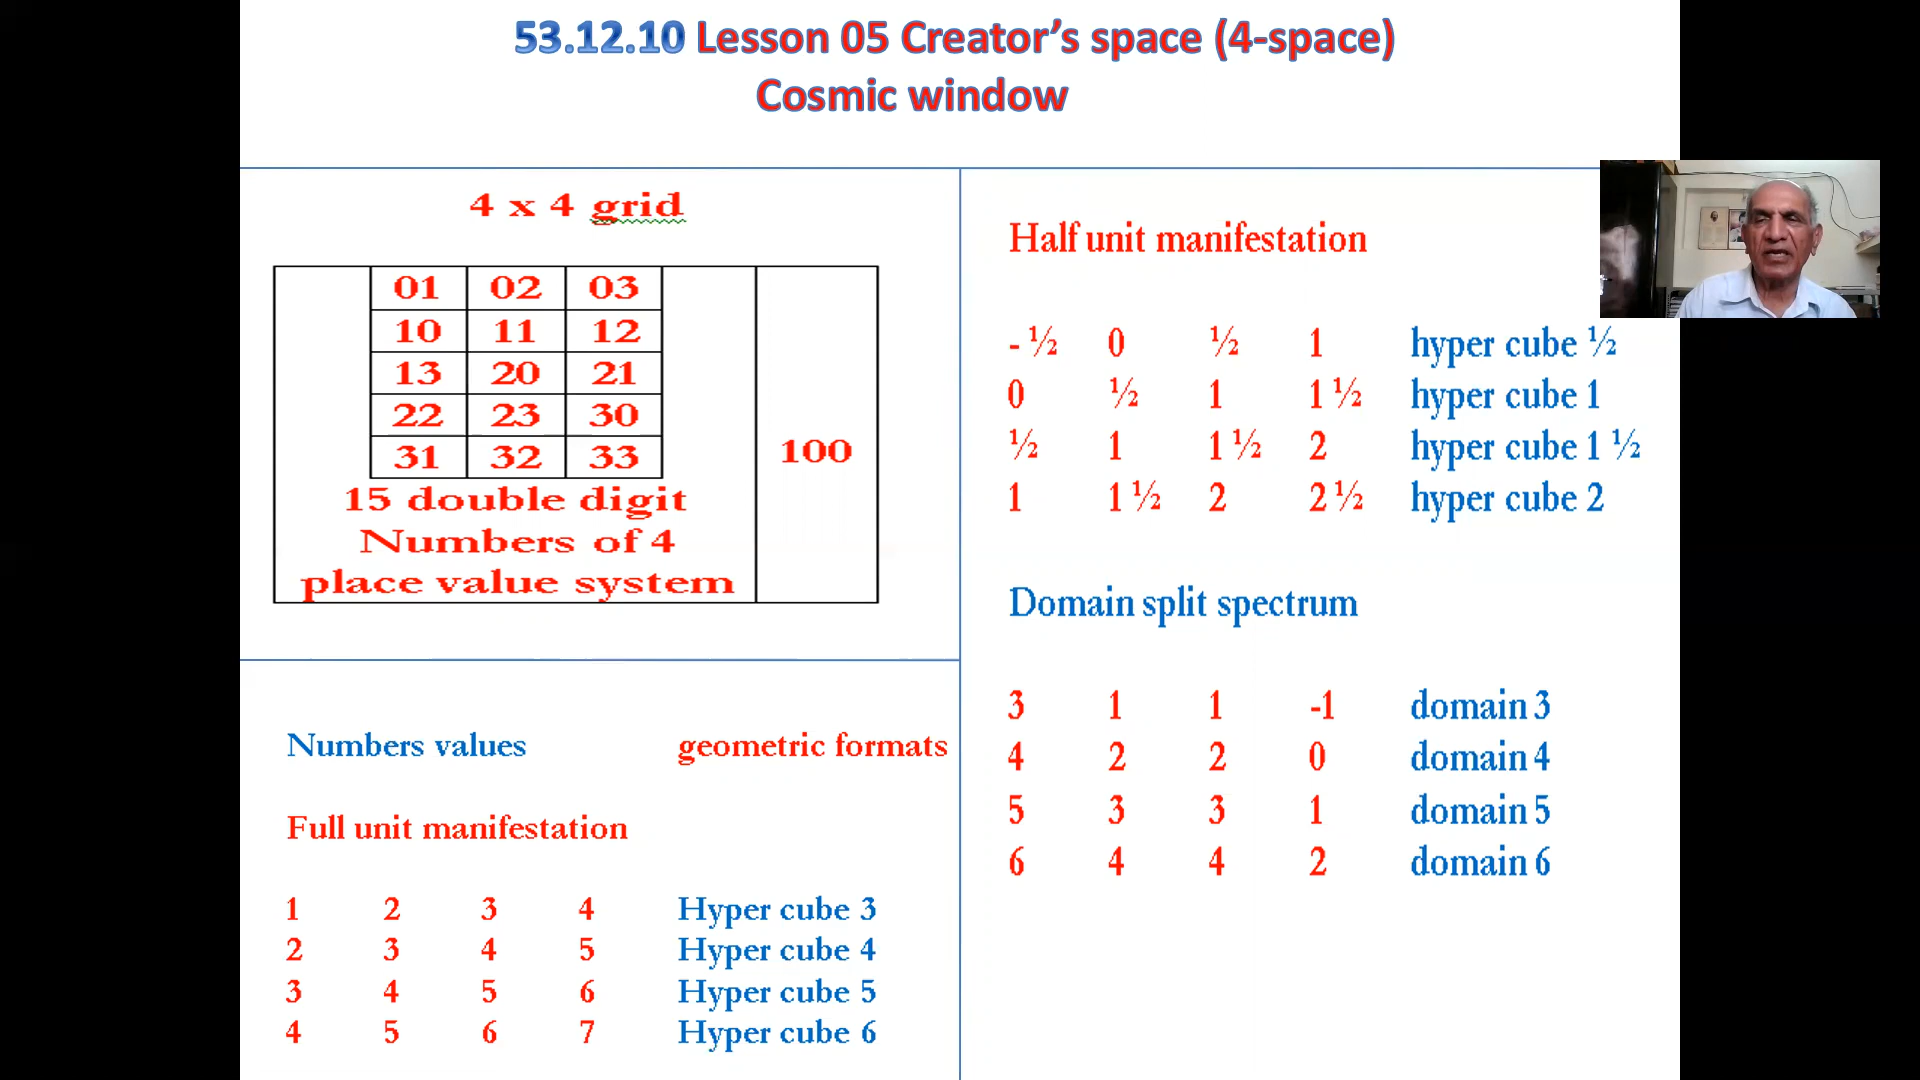 53.12.10 Lesson 05 Creator’s space (4-space)
Cosmic window
4 x 4 grid
01 02 03
10 11 12
13 20 21
22 23 30
31 32 33
100
15 double digit
Numbers of 4
place value system
Numbers values geometric formats
Full unit manifestation
1 2 3 4 Hyper cube 3
2 3 4 5 Hyper cube 4
3 4 5 6 Hyper cube 5
4 5 6 7 Hyper cube 6
Half unit manifestation
- ½ 0 ½ 1 hyper cube ½
0 ½ 1 1 ½ hyper cube 1
½ 1 1 ½ 2 hyper cube 1 ½
1 1 ½ 2 2 ½ hyper cube 2
Domain split spectrum
3 1 1 -1 domain 3
4 2 2 0 domain 4
5 3 3 1 domain 5
6 4 4 2 domain 6